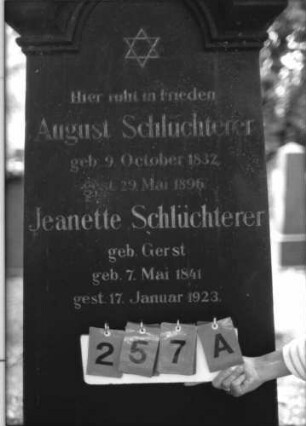 Hier ruht in Frieden
August Schlüchterer
geb. 9. October 1832,
gest. 29. Mai 1896.
Jeanette Schlüchterer
geb. Gerst
geb. 7. Mai 1841
gest. 17. Januar 1923.
257A